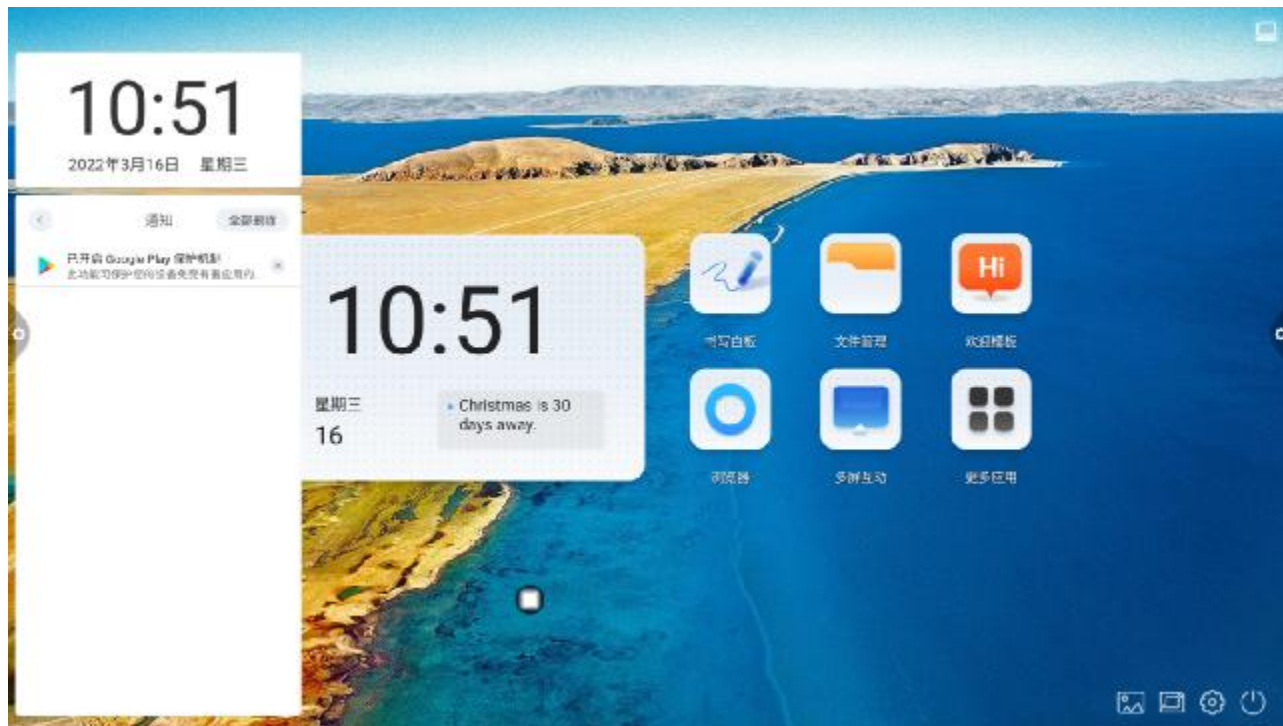 10:51
2022年3月16日 星期三
通知 全部删除
已开启 Google Play 保护机制
10:51
星期三
16
Christmas is 30
days away.
Hi
书写白板 文件管理 欢迎模板
浏览器 多屏互动 更多应用